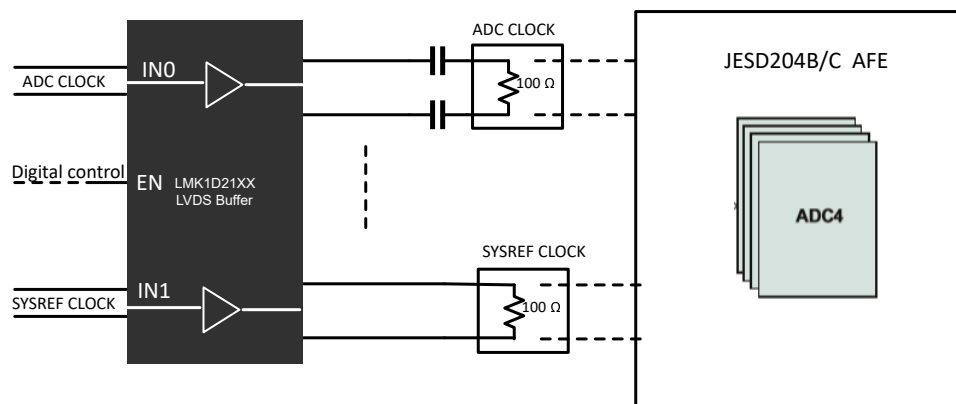 ADC CLOCK
JESD204B/C AFE
IN0
ADC CLOCK
100 Ω
Digital control
EN
LMK1D21XX
LVDS Buffer
ADC4
SYSREF CLOCK
IN1
SYSREF CLOCK
100 Ω